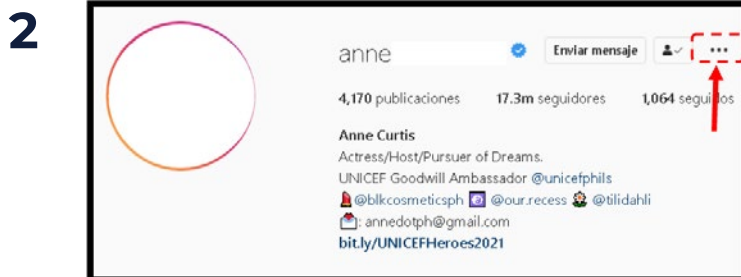 2
anne Enviar mensaje ...
4,170 publicaciones 17.3m seguidores 1,064 seguidos
Anne Curtis
Actress/Host/Pursuer of Dreams.
UNICEF Goodwill Ambassador @unicefphils
@blkcosmeticsph @our.recess @tilidahli
: annedotph@gmail.com
bit.ly/UNICEFHeroes2021